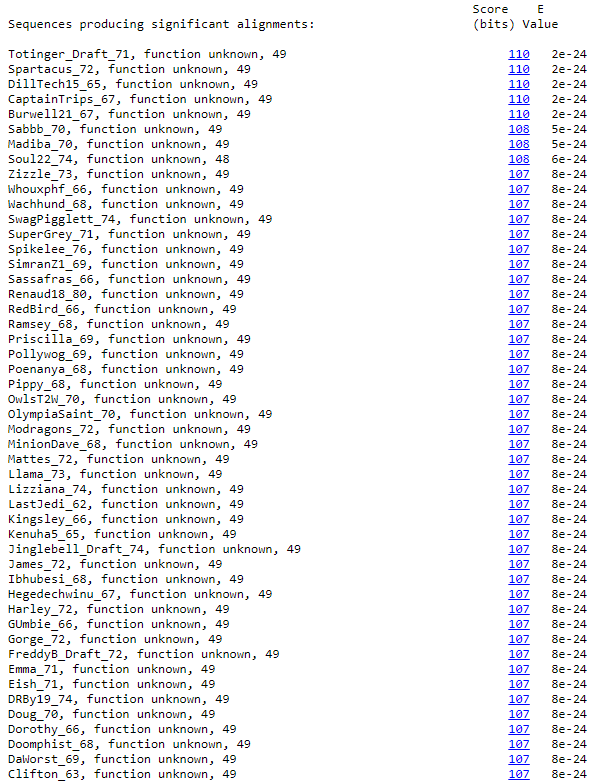 Score E
Sequences producing significant alignments: (bits) Value
Totinger_Draft_71, function unknown, 49 110 2e-24
Spartacus_72, function unknown, 49 110 2e-24
DillTech15_65, function unknown, 49 110 2e-24
CaptainTrips_67, function unknown, 49 110 2e-24
Burwell21_67, function unknown, 49 110 2e-24
Sabbb_70, function unknown, 49 108 5e-24
Madiba_70, function unknown, 49 108 5e-24
Soul22_74, function unknown, 48 108 6e-24
Zizzle_73, function unknown, 49 107 8e-24
Whouxphf_66, function unknown, 49 107 8e-24
Wachhund_68, function unknown, 49 107 8e-24
SwagPigglett_74, function unknown, 49 107 8e-24
SuperGrey_71, function unknown, 49 107 8e-24
Spikelee_76, function unknown, 49 107 8e-24
SimranZ1_69, function unknown, 49 107 8e-24
Sassafras_66, function unknown, 49 107 8e-24
Renaud18_80, function unknown, 49 107 8e-24
RedBird_66, function unknown, 49 107 8e-24
Ramsey_68, function unknown, 49 107 8e-24
Priscilla_69, function unknown, 49 107 8e-24
Pollywog_69, function unknown, 49 107 8e-24
Poenanya_68, function unknown, 49 107 8e-24
Pippy_68, function unknown, 49 107 8e-24
OwlsT2W_70, function unknown, 49 107 8e-24
OlympiaSaint_70, function unknown, 49 107 8e-24
Modragons_72, function unknown, 49 107 8e-24
MinionDave_68, function unknown, 49 107 8e-24
Mattes_72, function unknown, 49 107 8e-24
Llama_73, function unknown, 49 107 8e-24
Lizziana_74, function unknown, 49 107 8e-24
LastJedi_62, function unknown, 49 107 8e-24
Kingsley_66, function unknown, 49 107 8e-24
Kenuha5_65, function unknown, 49 107 8e-24
Jinglebell_Draft_74, function unknown, 49 107 8e-24
James_72, function unknown, 49 107 8e-24
Ibhubesi_68, function unknown, 49 107 8e-24
Hegedechwinu_67, function unknown, 49 107 8e-24
Harley_72, function unknown, 49 107 8e-24
GUmbie_66, function unknown, 49 107 8e-24
Gorge_72, function unknown, 49 107 8e-24
FreddyB_Draft_72, function unknown, 49 107 8e-24
Emma_71, function unknown, 49 107 8e-24
Eish_71, function unknown, 49 107 8e-24
DRBy19_74, function unknown, 49 107 8e-24
Doug_70, function unknown, 49 107 8e-24
Dorothy_66, function unknown, 49 107 8e-24
Doomphist_68, function unknown, 49 107 8e-24
DaWorst_69, function unknown, 49 107 8e-24
Clifton_63, function unknown, 49 107 8e-24